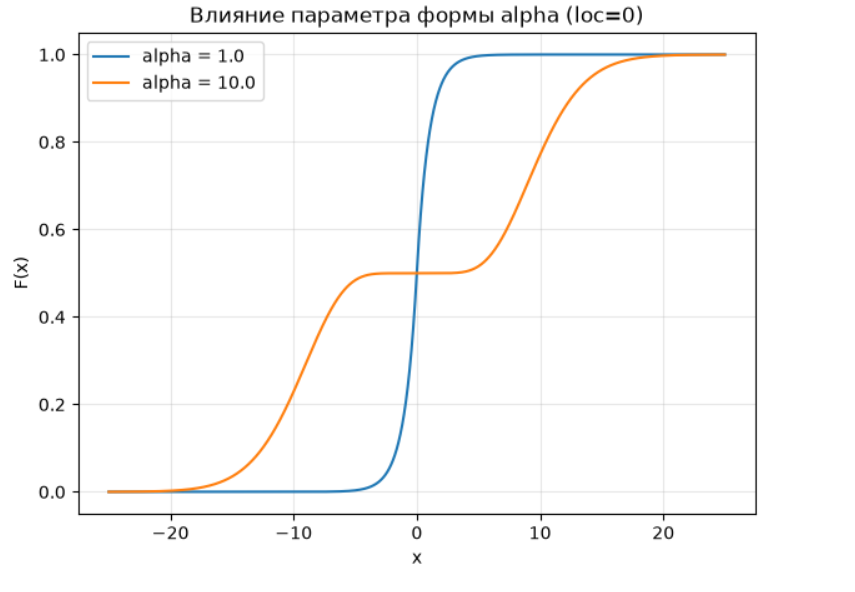 Влияние параметра формы alpha (loc=0)
alpha = 1.0
alpha = 10.0
1.0
0.8
0.6
0.4
0.2
0.0
F(x)
−20
−10
0
10
20
x